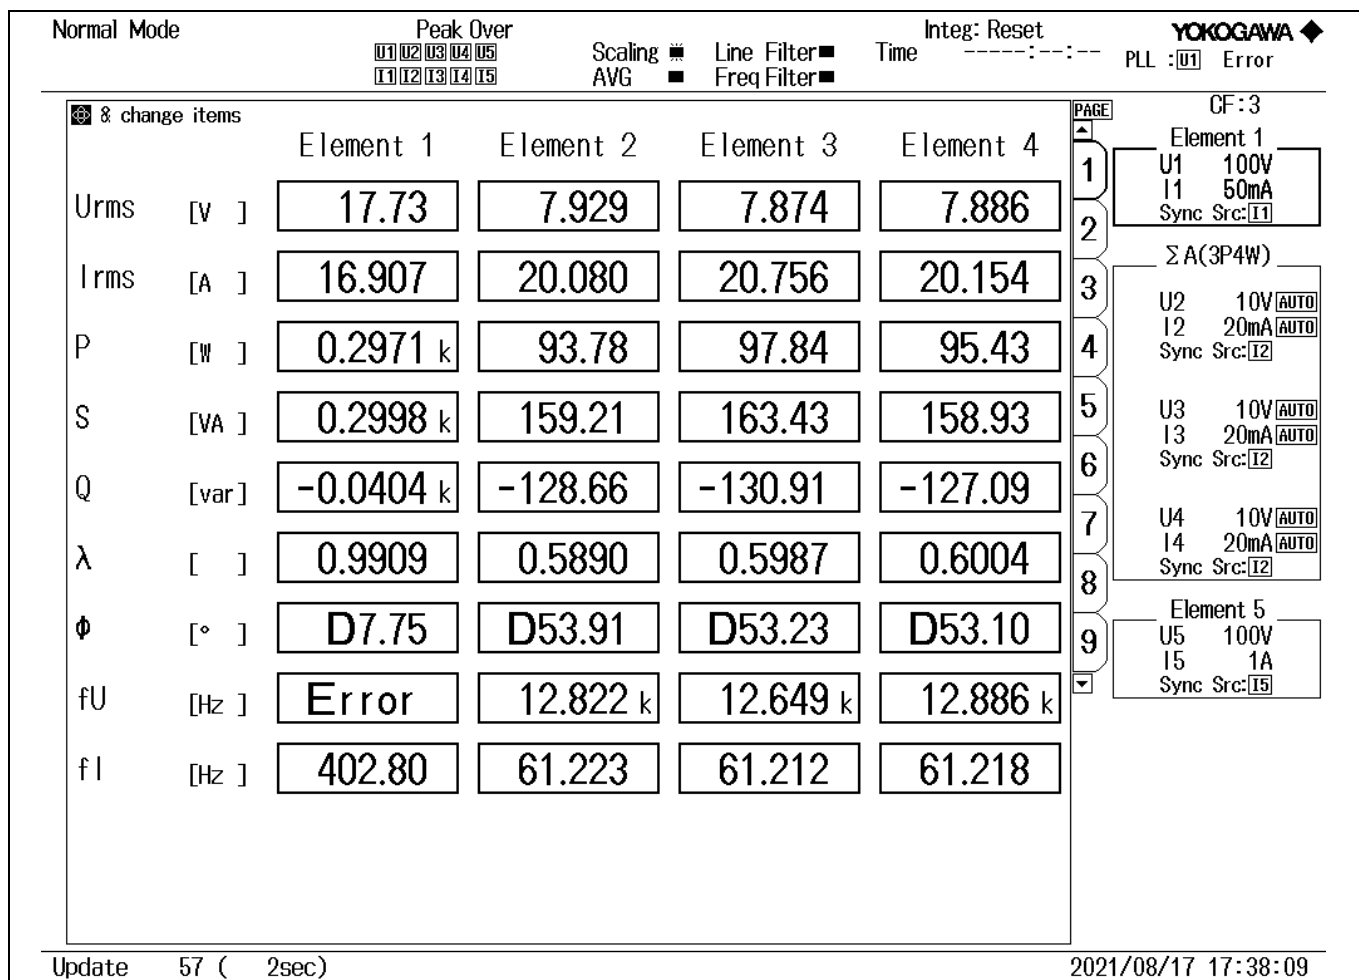 Normal Mode Peak Over Integ: Reset YOKOGAWA
U1 U2 U3 U4 U5 Scaling Line Filter Time -----:--:-- PLL :U1 Error
I1 I2 I3 I4 I5 AVG Freq Filter
& change items PAGE CF:3
Element 1 Element 2 Element 3 Element 4
Urms [V ] 17.73 7.929 7.874 7.886
Irms [A ] 16.907 20.080 20.756 20.154
P [W ] 0.2971 k 93.78 97.84 95.43
S [VA ] 0.2998 k 159.21 163.43 158.93
Q [var] -0.0404 k -128.66 -130.91 -127.09
λ [ ] 0.9909 0.5890 0.5987 0.6004
Φ [° ] D7.75 D53.91 D53.23 D53.10
fU [Hz ] Error 12.822 k 12.649 k 12.886 k
fI [Hz ] 402.80 61.223 61.212 61.218
1
2
3
4
5
6
7
8
9
Element 1
U1 100V
I1 50mA
Sync Src:I1
ΣA(3P4W)
U2 10V AUTO
I2 20mA AUTO
Sync Src:I2
U3 10V AUTO
I3 20mA AUTO
Sync Src:I2
U4 10V AUTO
I4 20mA AUTO
Sync Src:I2
Element 5
U5 100V
I5 1A
Sync Src:I5
Update 57 ( 2sec) 2021/08/17 17:38:09